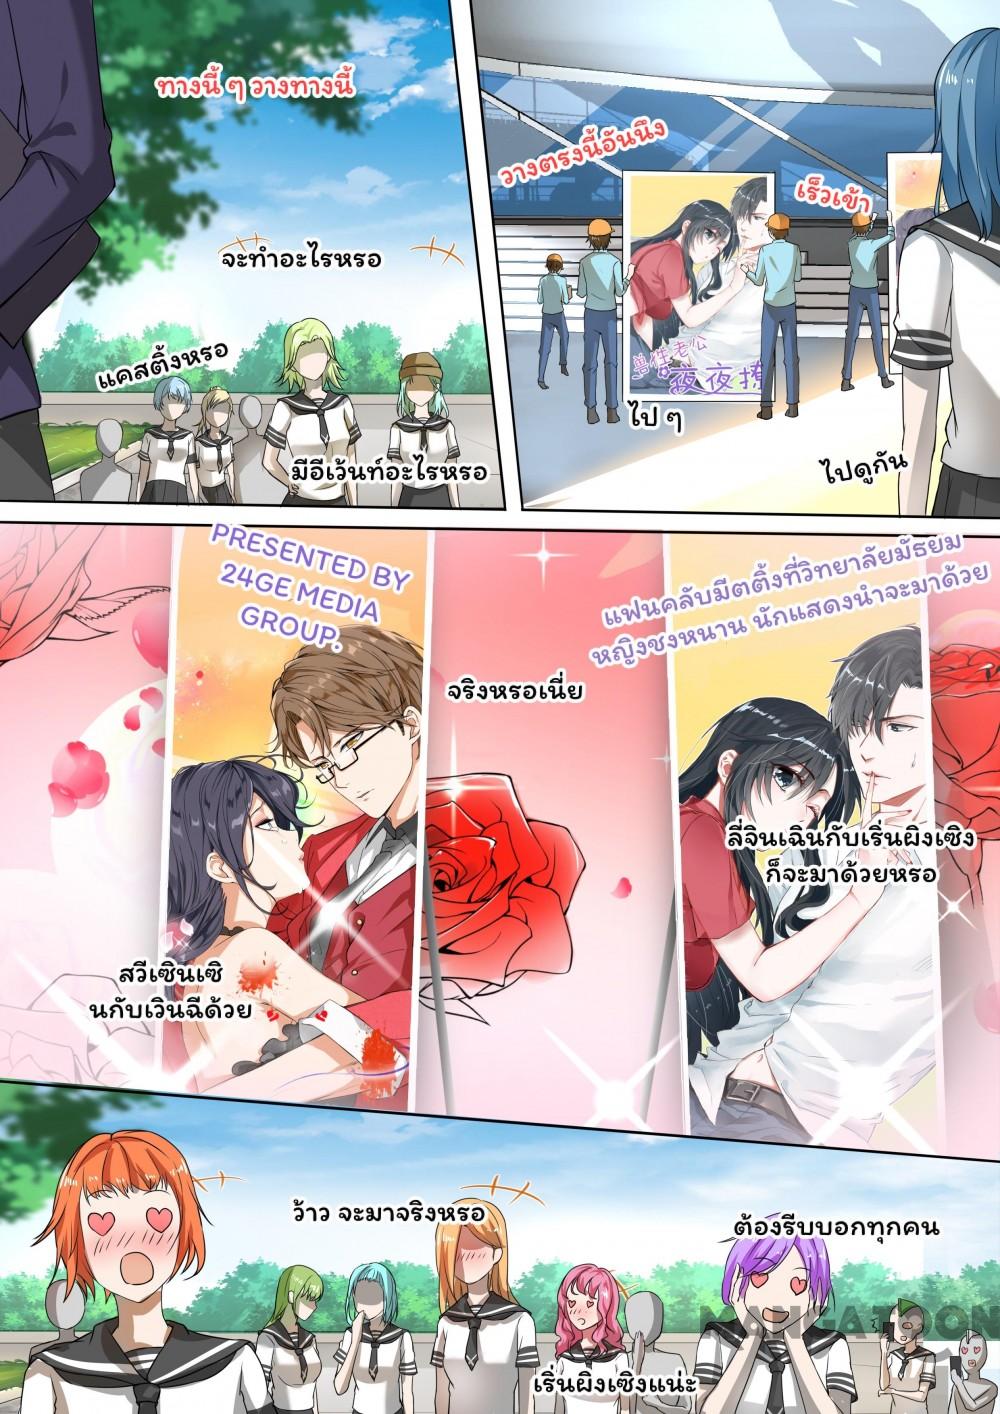 ทางนี้ ๆ วางทางนี้
จะทำอะไรหรอ
แคสติ้งหรอ
มีอีเว้นท์อะไรหรอ
วางตรงนี้อันนึง
เร็วเข้า
兽性老公
夜夜撩
ไป ๆ
ไปดูกัน
PRESENTED BY
24GE MEDIA
GROUP.
แฟนคลับมีตติ้งที่วิทยาลัยมัธยม
หญิงชงหนาน นักแสดงนำจะมาด้วย
จริงหรอเนี่ย
ลี่จินเฉินกับเริ่นผิงเซิง
ก็จะมาด้วยหรอ
สวีเซินเซิ
นกับเวินฉีด้วย
ว้าว จะมาจริงหรอ
ต้องรีบบอกทุกคน
เริ่นผิงเซิงแน่ะ
MANGATOON